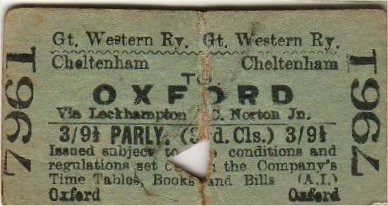 Gt. Western Ry. Gt. Western Ry.
Cheltenham Cheltenham
TO
OXFORD
Via Leckhampton C. Norton Jn.
3/9½ PARLY. (3rd.Cls.) 3/9½
Issued subject to the conditions and
regulations set out in the Company's
Time Tables, Books and Bills (A.I.)
Oxford Oxford
1967
1967